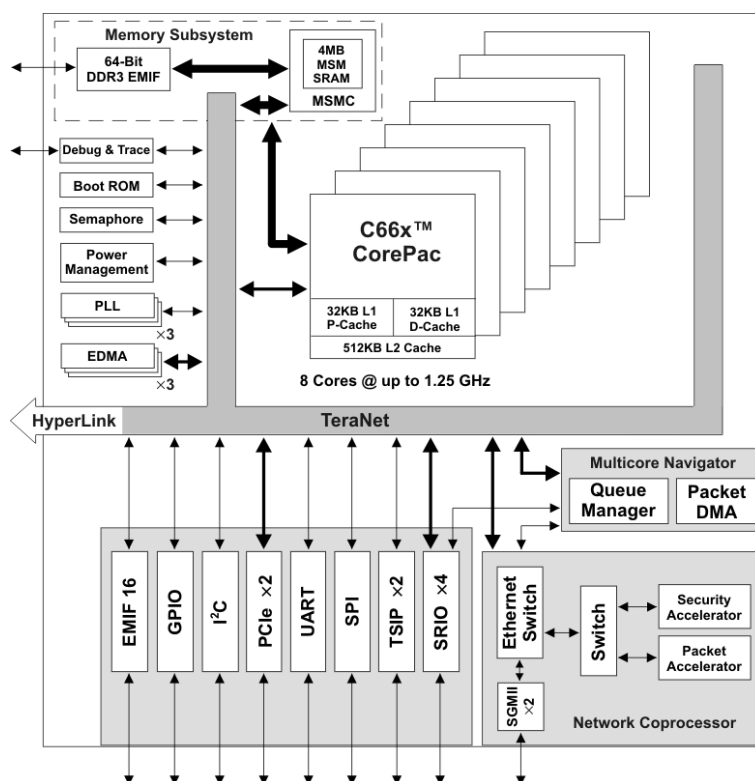 Memory Subsystem
64-Bit
DDR3 EMIF
4MB
MSM
SRAM
MSMC
Debug & Trace
Boot ROM
Semaphore
Power
Management
PLL
×3
EDMA
×3
C66x™
CorePac
32KB L1
P-Cache
32KB L1
D-Cache
512KB L2 Cache
8 Cores @ up to 1.25 GHz
HyperLink
TeraNet
Multicore Navigator
Queue
Manager
Packet
DMA
EMIF 16
GPIO
I²C
PCIe ×2
UART
SPI
TSIP ×2
SRIO ×4
Ethernet
Switch
Switch
Security
Accelerator
Packet
Accelerator
SGMII
×2
Network Coprocessor